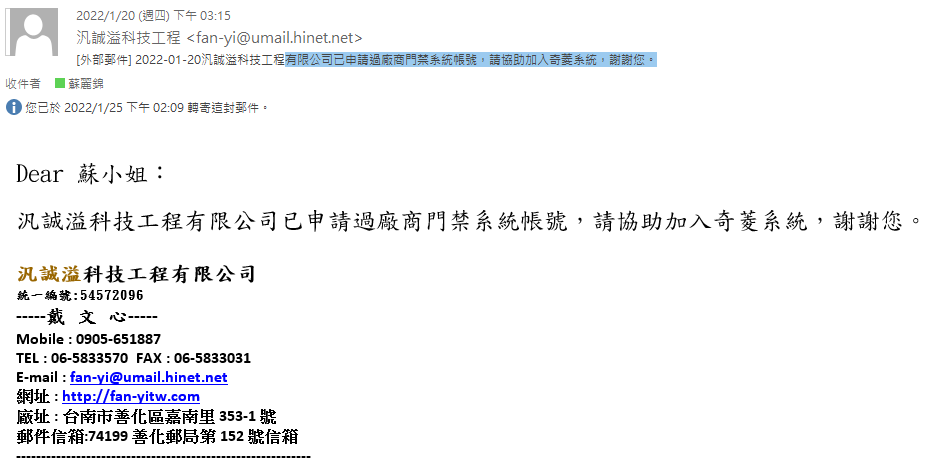 2022/1/20 (週四) 下午 03:15
汎誠溢科技工程 <fan-yi@umail.hinet.net>
[外部郵件] 2022-01-20汎誠溢科技工程有限公司已申請過廠商門禁系統帳號，請協助加入奇菱系統，謝謝您。
收件者 蘇麗錦
您已於 2022/1/25 下午 02:09 轉寄這封郵件。
Dear 蘇小姐：
汎誠溢科技工程有限公司已申請過廠商門禁系統帳號，請協助加入奇菱系統，謝謝您。
汎誠溢科技工程有限公司
統一編號:54572096
-----戴 文 心-----
Mobile : 0905-651887
TEL : 06-5833570 FAX : 06-5833031
E-mail : fan-yi@umail.hinet.net
網址 : http://fan-yitw.com
廠址 : 台南市善化區嘉南里 353-1 號
郵件信箱:74199 善化郵局第 152 號信箱
-----------------------------------------------------------